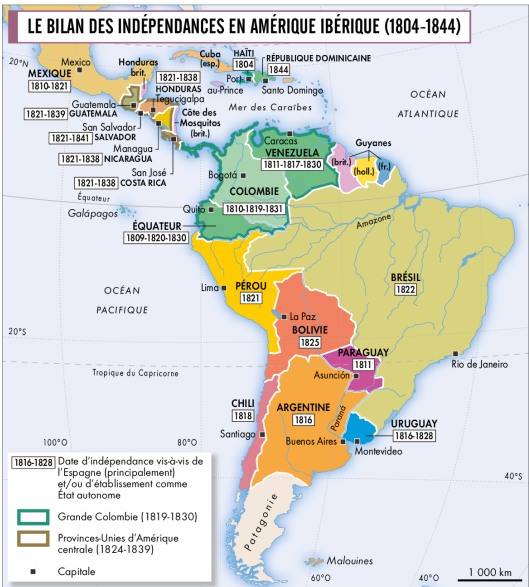 LE BILAN DES INDÉPENDANCES EN AMÉRIQUE IBÉRIQUE (1804-1844)
20°N
Mexico
MEXIQUE
1810-1821
Honduras
brit.
Cuba
(esp.)
HAÏTI
1804
RÉPUBLIQUE DOMINICAINE
1844
Port-
au-Prince
Santo Domingo
1821-1838
HONDURAS
Tegucigalpa
Guatemala
1821-1839 GUATEMALA
San Salvador
1821-1841 SALVADOR
Managua
1821-1838 NICARAGUA
San José
1821-1838
COSTA RICA
Côte des
Mosquitos
(brit.)
Mer des Caraïbes
OCÉAN
ATLANTIQUE
Caracas
VENEZUELA
1811-1817-1830
Guyanes
(brit.)
(holl.)
(fr.)
Bogotá
COLOMBIE
1810-1819-1831
Équateur
Galápagos
Quito
ÉQUATEUR
1809-1820-1830
Amazone
BRÉSIL
1822
OCÉAN
PACIFIQUE
Lima
PÉROU
1821
La Paz
BOLIVIE
1825
20°S
Tropique du Capricorne
PARAGUAY
1811
Asunción
Rio de Janeiro
CHILI
1818
Santiago
ARGENTINE
1816
Paraná
Buenos Aires
URUGUAY
1816-1828
Montevideo
100°O
80°O
40°S
Patagonie
Malouines
60°O
40°O
1 000 km
1816-1828 Date d'indépendance vis-à-vis de
l'Espagne (principalement)
et/ou d'établissement comme
État autonome
Grande Colombie (1819-1830)
Provinces-Unies d'Amérique
centrale (1824-1839)
Capitale